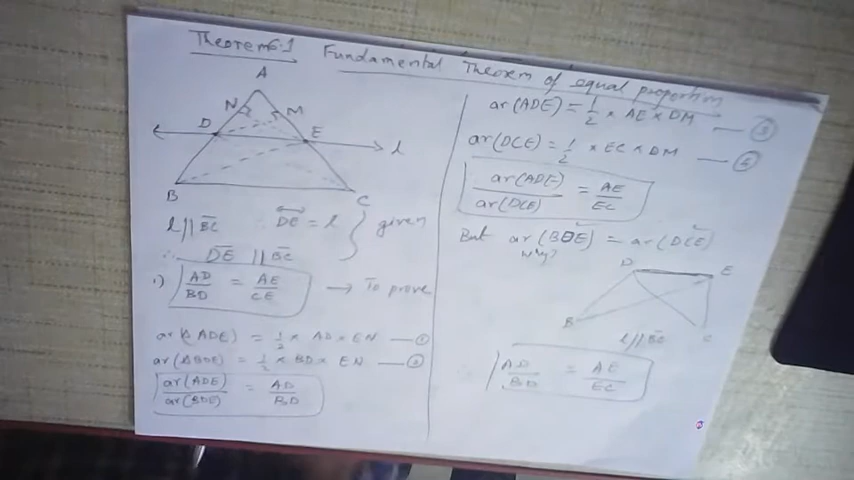 Theorem 6.1 Fundamental Theorem of equal proportion
A
N M
D E l
B C
l || BC DE = l } given
∴ DE || BC
1) AD/BD = AE/CE → To prove
ar(Δ ADE) = 1/2 × AD × EN — ①
ar(Δ BDE) = 1/2 × BD × EN — ②
ar(ADE)/ar(BDE) = AD/BD
ar(ADE) = 1/2 × AE × DM — ③
ar(DCE) = 1/2 × EC × DM
ar(ADE)/ar(DCE) = AE/EC
But ar(BDE) = ar(DCE)
why?
D E
B C
l || BC
AD/BD = AE/EC